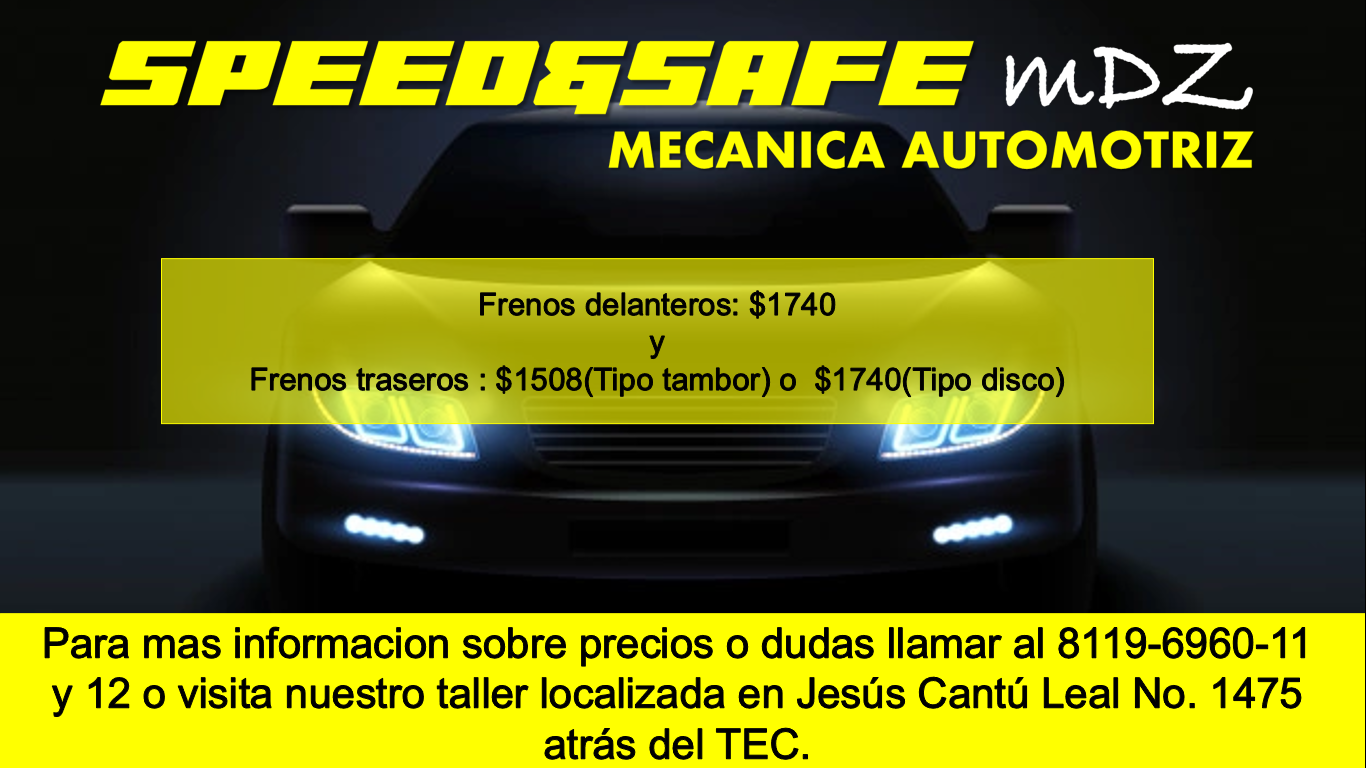 SPEED&SAFE mDZ
MECANICA AUTOMOTRIZ
Frenos delanteros: $1740
y
Frenos traseros : $1508(Tipo tambor) o  $1740(Tipo disco)
Para mas informacion sobre precios o dudas llamar al 8119-6960-11
y 12 o visita nuestro taller localizada en Jesús Cantú Leal No. 1475
atrás del TEC.